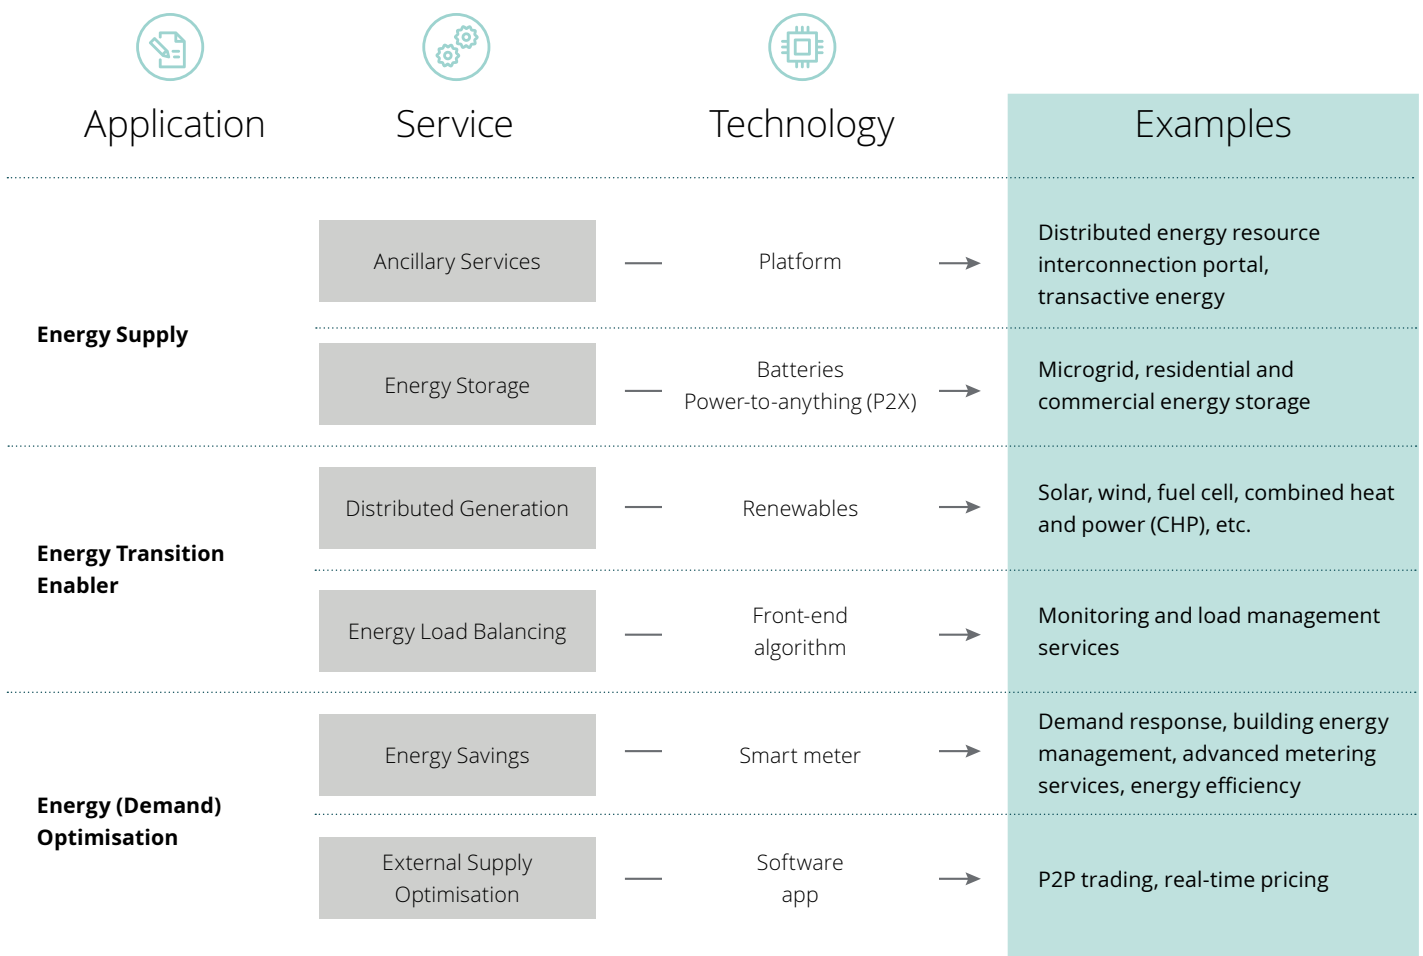 Application
Service
Technology
Examples
Energy Supply
Ancillary Services
Platform
Distributed energy resource
interconnection portal,
transactive energy
Energy Storage
Batteries
Power-to-anything (P2X)
Microgrid, residential and
commercial energy storage
Energy Transition
Enabler
Distributed Generation
Renewables
Solar, wind, fuel cell, combined heat
and power (CHP), etc.
Energy Load Balancing
Front-end
algorithm
Monitoring and load management
services
Energy (Demand)
Optimisation
Energy Savings
Smart meter
Demand response, building energy
management, advanced metering
services, energy efficiency
External Supply
Optimisation
Software
app
P2P trading, real-time pricing